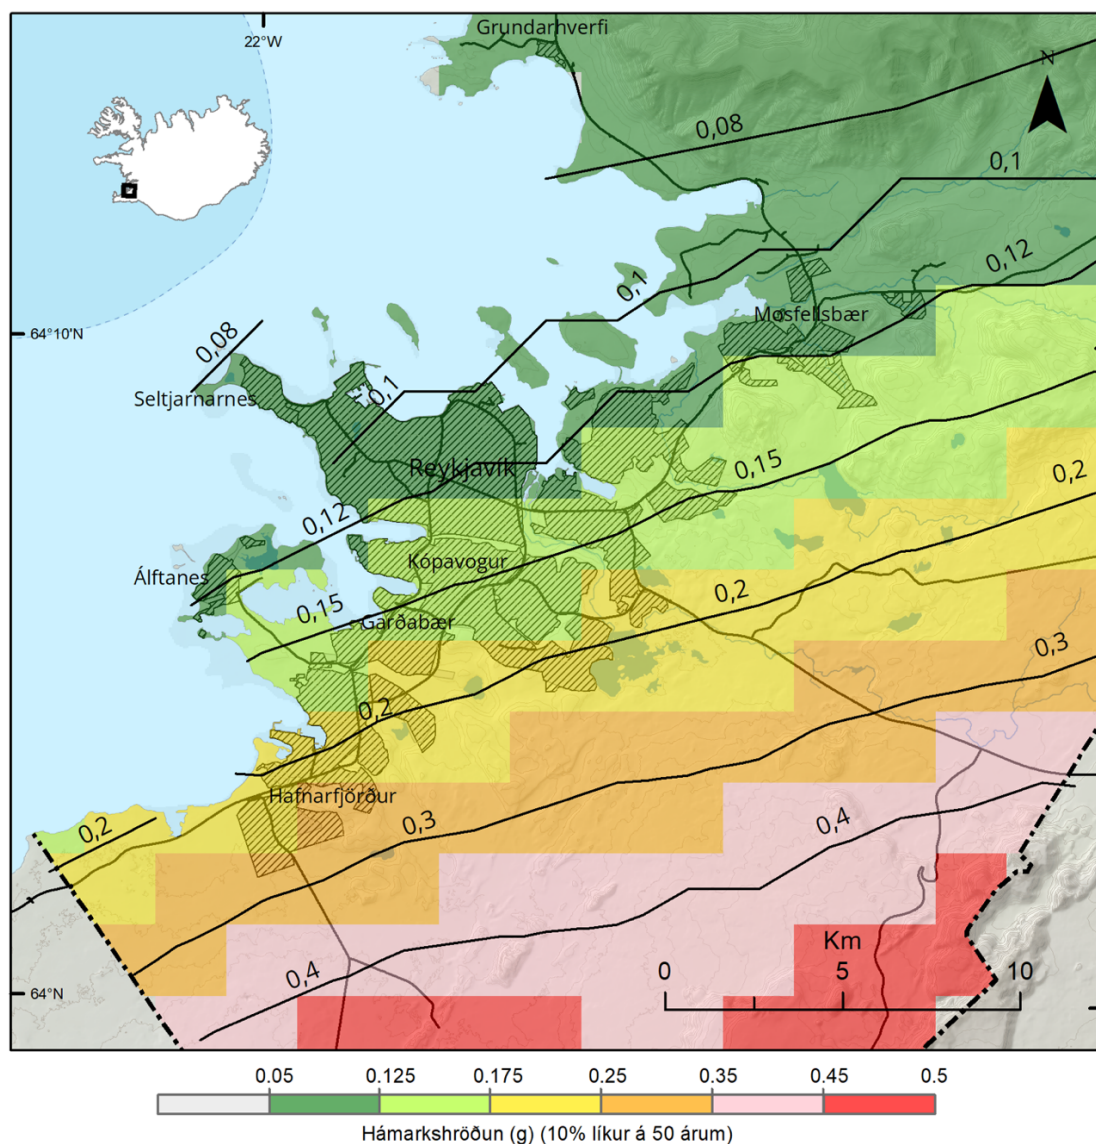 Grundarhverfi
22°W
N
0,08
0,1
0,12
0,1
Mosfellsbær
64°10'N
0,08
Seltjarnarnes
0,1
Reykjavík
0,15
0,2
0,12
Kópavogur
Álftanes
0,15
0,2
Garðabær
0,3
0,2
Hafnarfjörður
0,2
0,3
0,4
Km
0 5 10
0,4
64°N
0.05 0.125 0.175 0.25 0.35 0.45 0.5
Hámarkshröðun (g) (10% líkur á 50 árum)